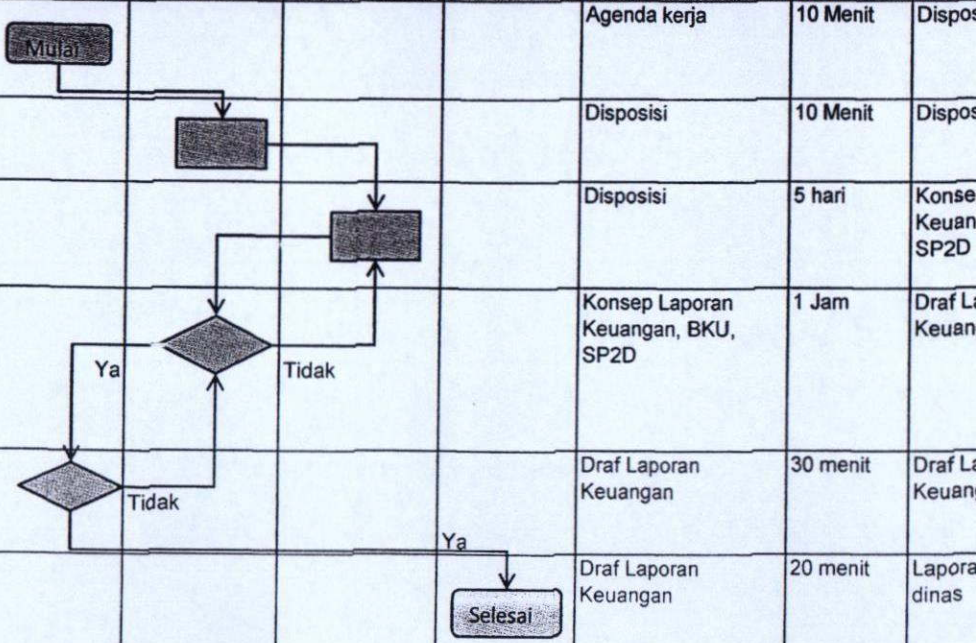 Mulai
Agenda kerja
10 Menit
Disposisi
10 Menit
Disposisi
5 hari
SP2D
Konsep Laporan
Keuangan, BKU,
SP2D
1 Jam
Ya
Tidak
Draf Laporan
Keuangan
30 menit
Tidak
Ya
Draf Laporan
Keuangan
20 menit
dinas
Selesai